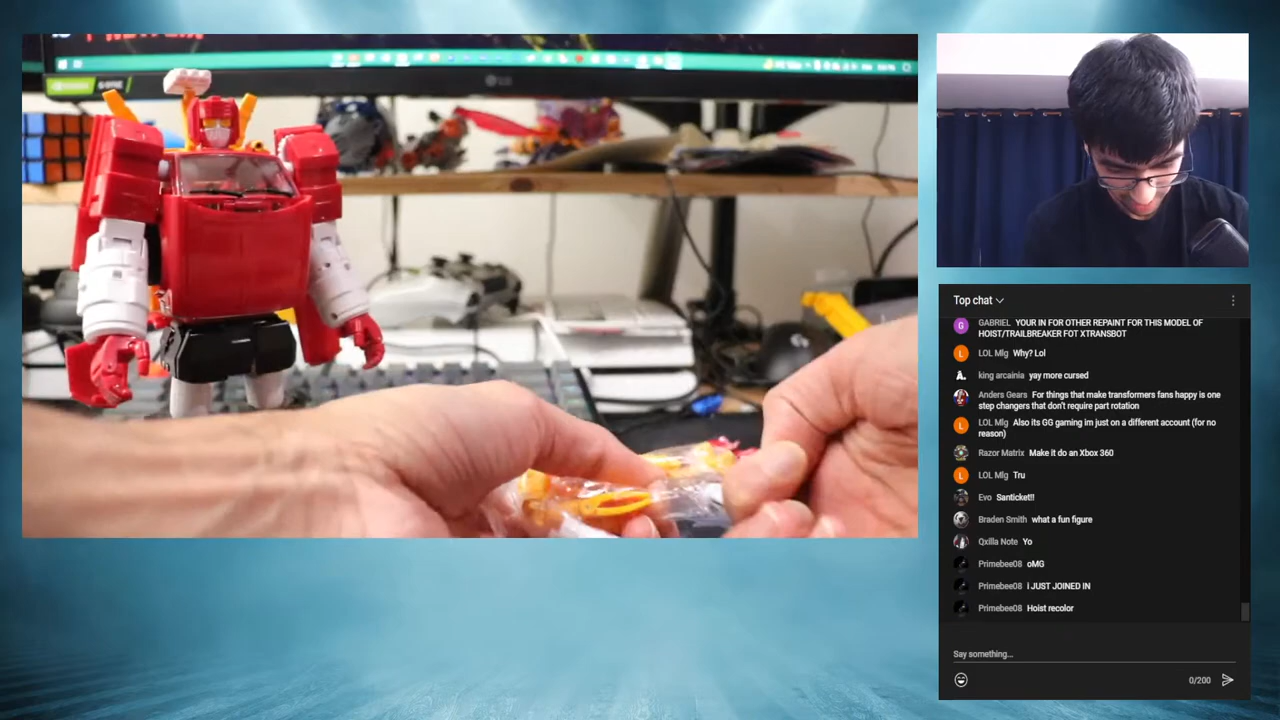 LG
Top chat
GABRIEL YOUR IN FOR OTHER REPAINT FOR THIS MODEL OF
HOIST/TRAILBREAKER FOT XTRANSBOT
LOL Mlg Why? Lol
king arcainia yay more cursed
Anders Gears For things that make transformers fans happy is one
step changers that don't require part rotation
LOL Mlg Also its GG gaming im just on a different account (for no
reason)
Razor Matrix Make it do an Xbox 360
LOL Mlg Tru
Evo Santicket!!
Braden Smith what a fun figure
Qxilla Note Yo
Primebee08 oMG
Primebee08 I JUST JOINED IN
Primebee08 Hoist recolor
Say something...
0/200